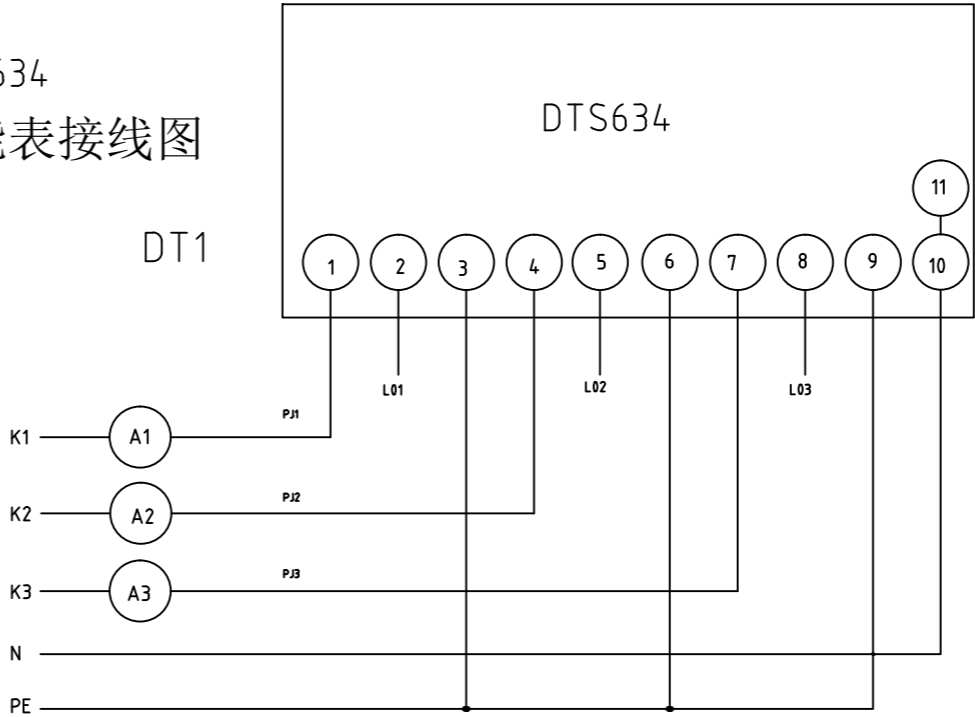 634
表接线图
DT1
DTS634
11
1 2 3 4 5 6 7 8 9 10
L01 L02 L03
K1 A1 PJ1
K2 A2 PJ2
K3 A3 PJ3
N
PE